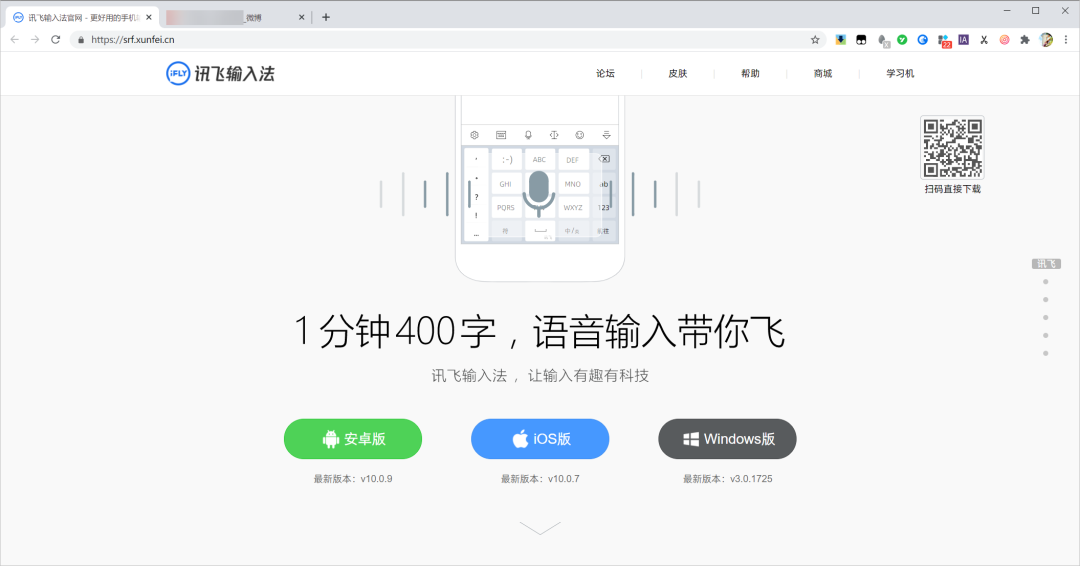 讯飞输入法官网 - 更好用的手机
_微博
https://srf.xunfei.cn
22
IA
iFLY 讯飞输入法
论坛
皮肤
帮助
商城
学习机
:-)
ABC
DEF
GHI
MNO
PQRS
WXYZ
123
符
中/
扫码直接下载
讯飞
1分钟400字，语音输入带你飞
讯飞输入法 ，让输入有趣有科技
安卓版
iOS版
Windows版
最新版本：v10.0.9
最新版本：v10.0.7
最新版本：v3.0.1725